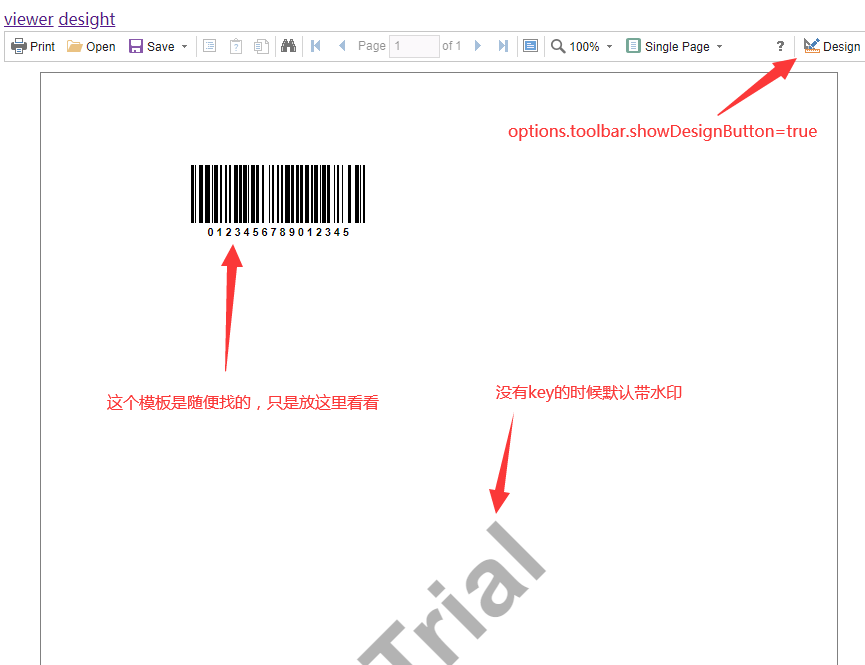 viewer desight
Print Open Save Page 1 of 1 100% Single Page ? Design
options.toolbar.showDesignButton=true
0123456789012345
没有key的时候默认带水印
这个模板是随便找的，只是放这里看看
Trial